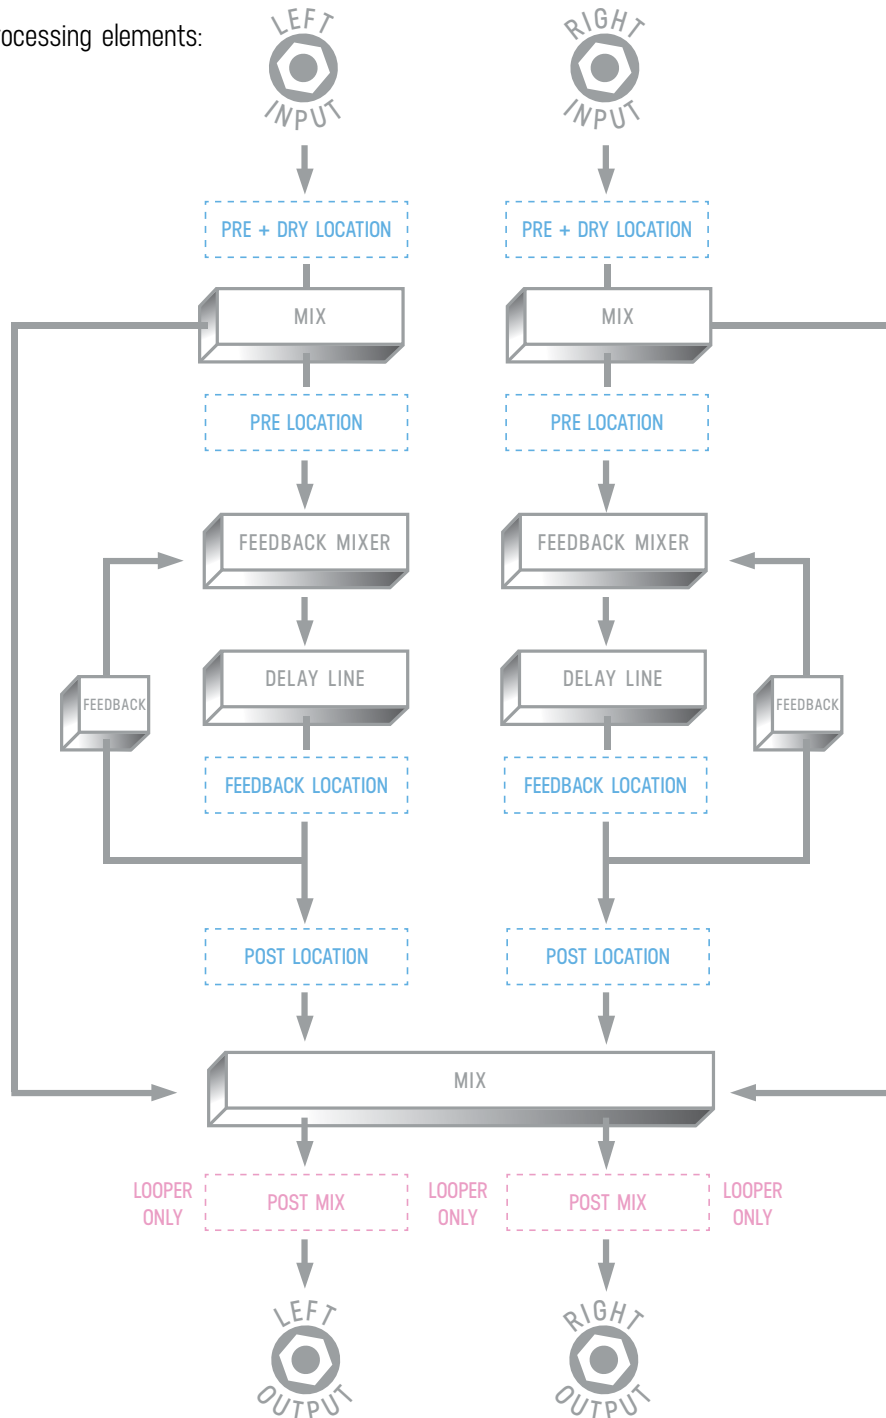 rocessing elements:
LEFT
INPUT
RIGHT
INPUT
PRE + DRY LOCATION
PRE + DRY LOCATION
MIX
MIX
PRE LOCATION
PRE LOCATION
FEEDBACK MIXER
FEEDBACK MIXER
DELAY LINE
DELAY LINE
FEEDBACK
FEEDBACK
FEEDBACK LOCATION
FEEDBACK LOCATION
POST LOCATION
POST LOCATION
MIX
LOOPER
ONLY
POST MIX
LOOPER
ONLY
POST MIX
LOOPER
ONLY
LEFT
OUTPUT
RIGHT
OUTPUT